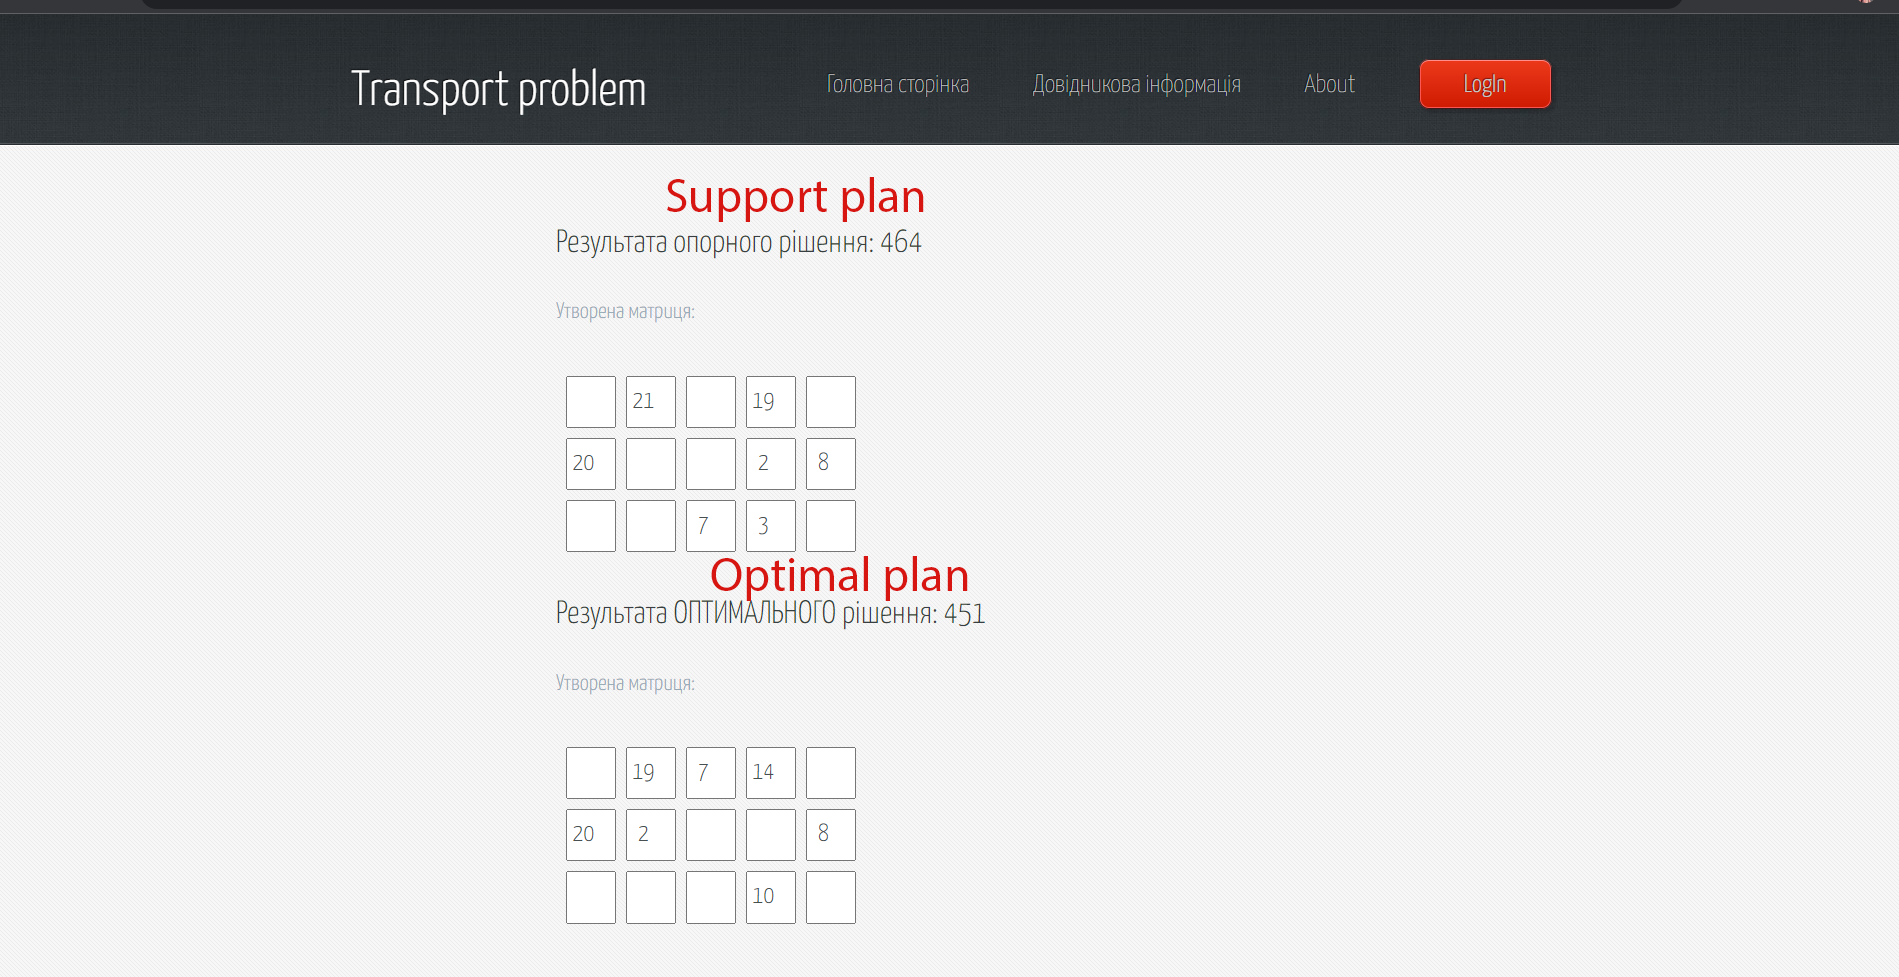 Transport problem Головна сторінка Довідникова інформація About LogIn
Support plan
Результата опорного рішення: 464
Утворена матриця:
21 19
20 2 8
7 3
Optimal plan
Результата ОПТИМАЛЬНОГО рішення: 451
Утворена матриця:
19 7 14
20 2 8
10